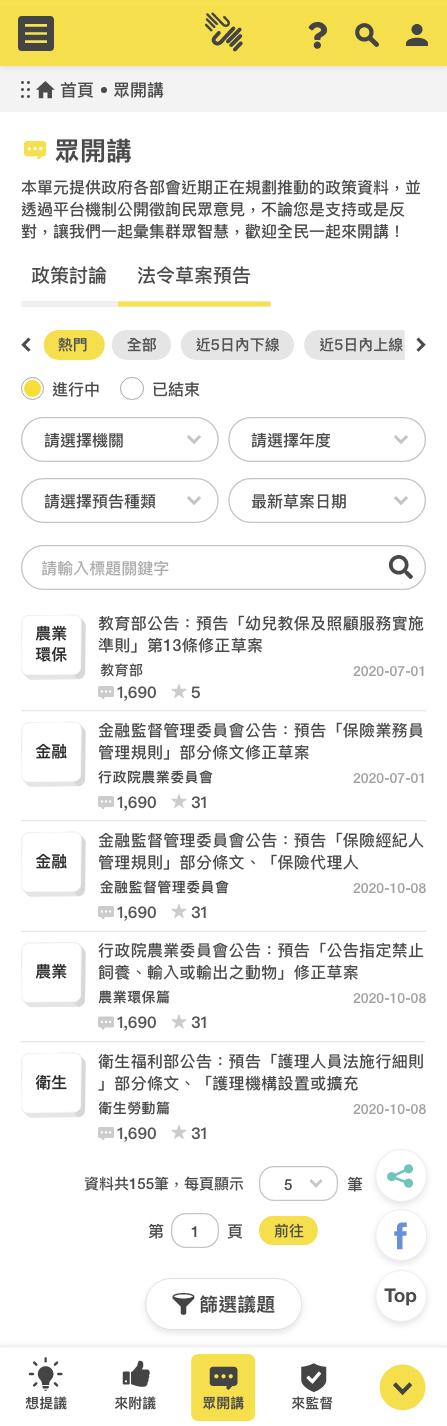 首頁 • 眾開講
眾開講
本單元提供政府各部會近期正在規劃推動的政策資料，並
透過平台機制公開徵詢民眾意見，不論您是支持或是反
對，讓我們一起彙集群眾智慧，歡迎全民一起來開講！
政策討論 法令草案預告
熱門 全部 近5日內下線 近5日內上線
進行中 已結束
請選擇機關 請選擇年度
請選擇預告種類 最新草案日期
請輸入標題關鍵字
農業
環保
教育部公告：預告「幼兒教保及照顧服務實施
準則」第13條修正草案
教育部 2020-07-01
1,690 5
金融
金融監督管理委員會公告：預告「保險業務員
管理規則」部分條文修正草案
行政院農業委員會 2020-07-01
1,690 31
金融
金融監督管理委員會公告：預告「保險經紀人
管理規則」部分條文、「保險代理人
金融監督管理委員會 2020-10-08
1,690 31
農業
行政院農業委員會公告：預告「公告指定禁止
飼養、輸入或輸出之動物」修正草案
農業環保篇 2020-10-08
1,690 31
衛生
衛生福利部公告：預告「護理人員法施行細則
」部分條文、「護理機構設置或擴充
衛生勞動篇 2020-10-08
1,690 31
資料共155筆，每頁顯示 5 筆
第 1 頁 前往
f
Top
篩選議題
想提議 來附議 眾開講 來監督